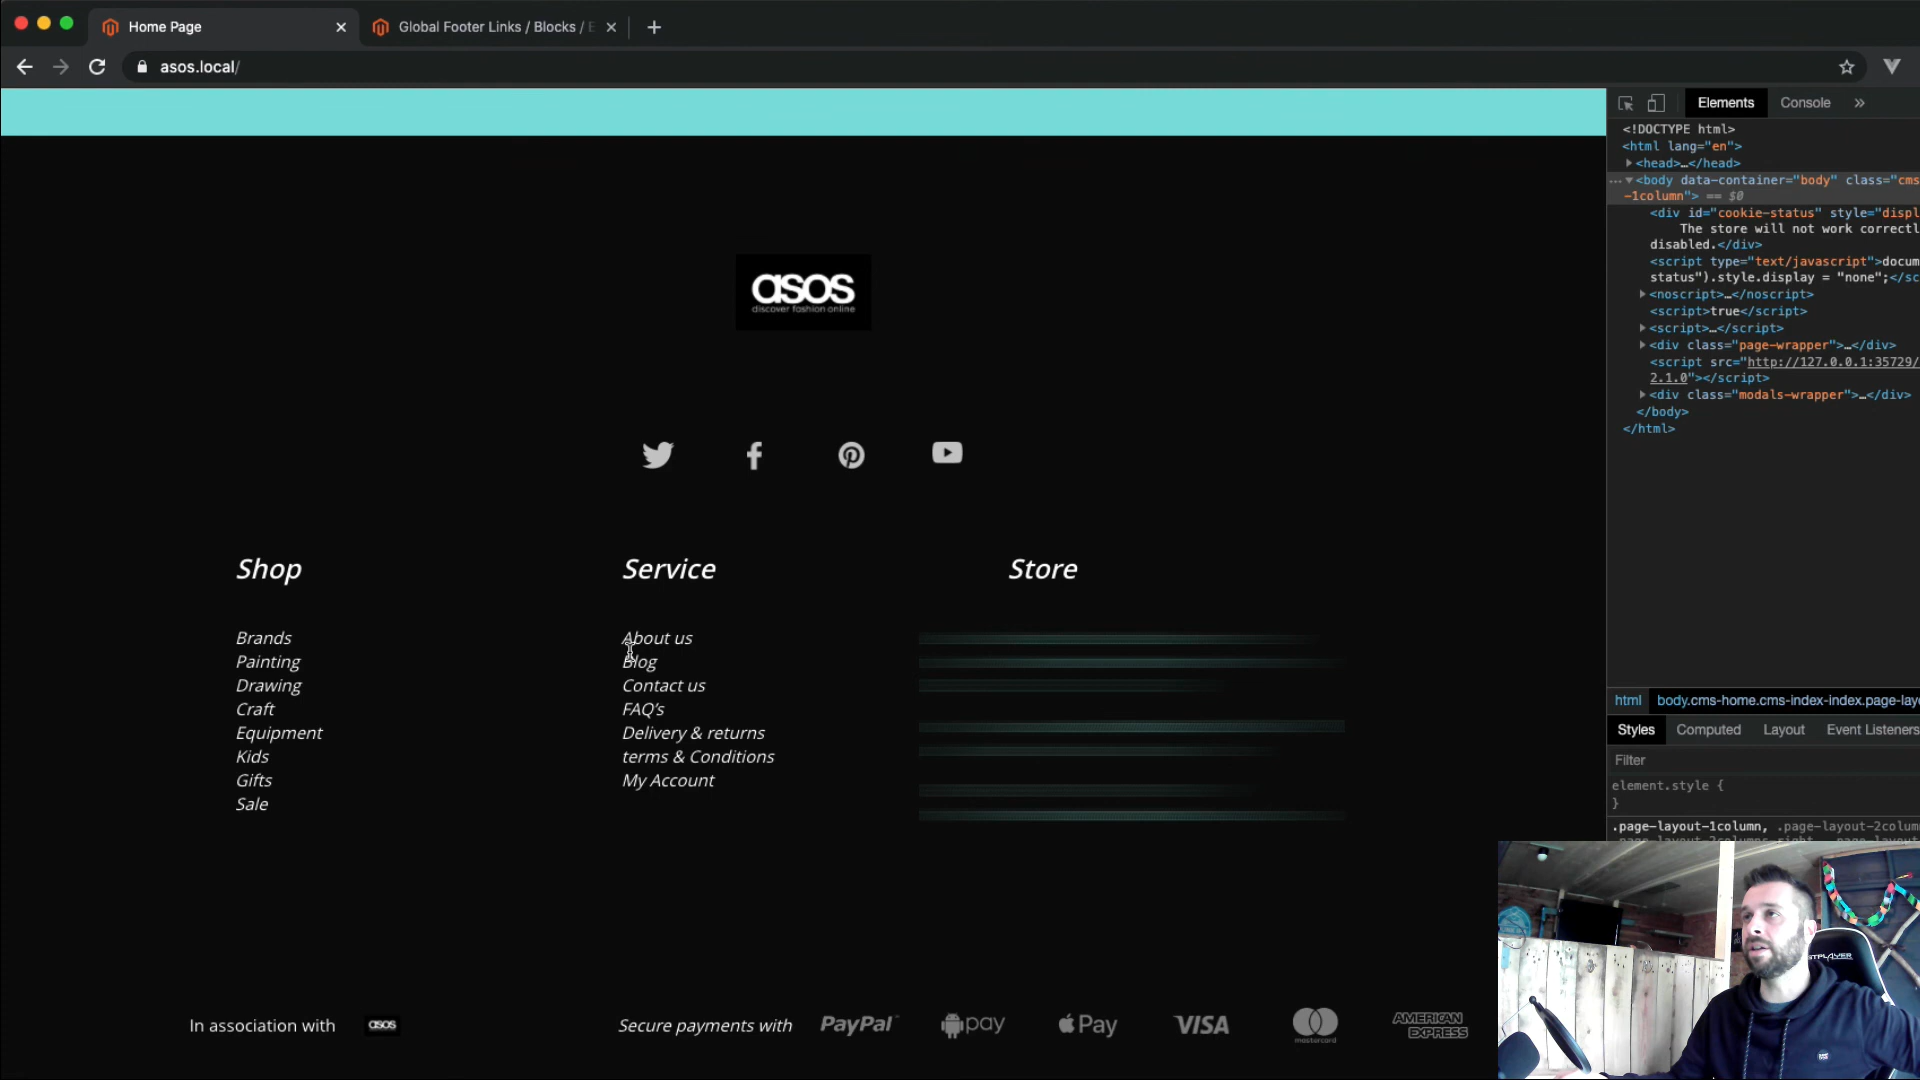 Home Page
Global Footer Links / Blocks / E
asos.local/
Elements
Console
<!DOCTYPE html>
<html lang="en">
<head>…</head>
<body data-container="body" class="cms
-1column"> == $0
<div id="cookie-status" style="displ
The store will not work correctl
disabled.</div>
<script type="text/javascript">docum
status").style.display = "none";</sc
<noscript>…</noscript>
<script>true</script>
<script>…</script>
<div class="page-wrapper">…</div>
<script src="http://127.0.0.1:35729/
2.1.0"></script>
<div class="modals-wrapper">…</div>
</body>
</html>
asos
discover fashion online
Shop
Brands
Painting
Drawing
Craft
Equipment
Kids
Gifts
Sale
Service
About us
Blog
Contact us
FAQ's
Delivery & returns
terms & Conditions
My Account
Store
html
body.cms-home.cms-index-index.page-layo
Styles
Computed
Layout
Event Listeners
Filter
element.style {
}
.page-layout-1column, .page-layout-2column
In association with
asos
Secure payments with
PayPal
pay
Pay
VISA
mastercard
AMERICAN
EXPRESS